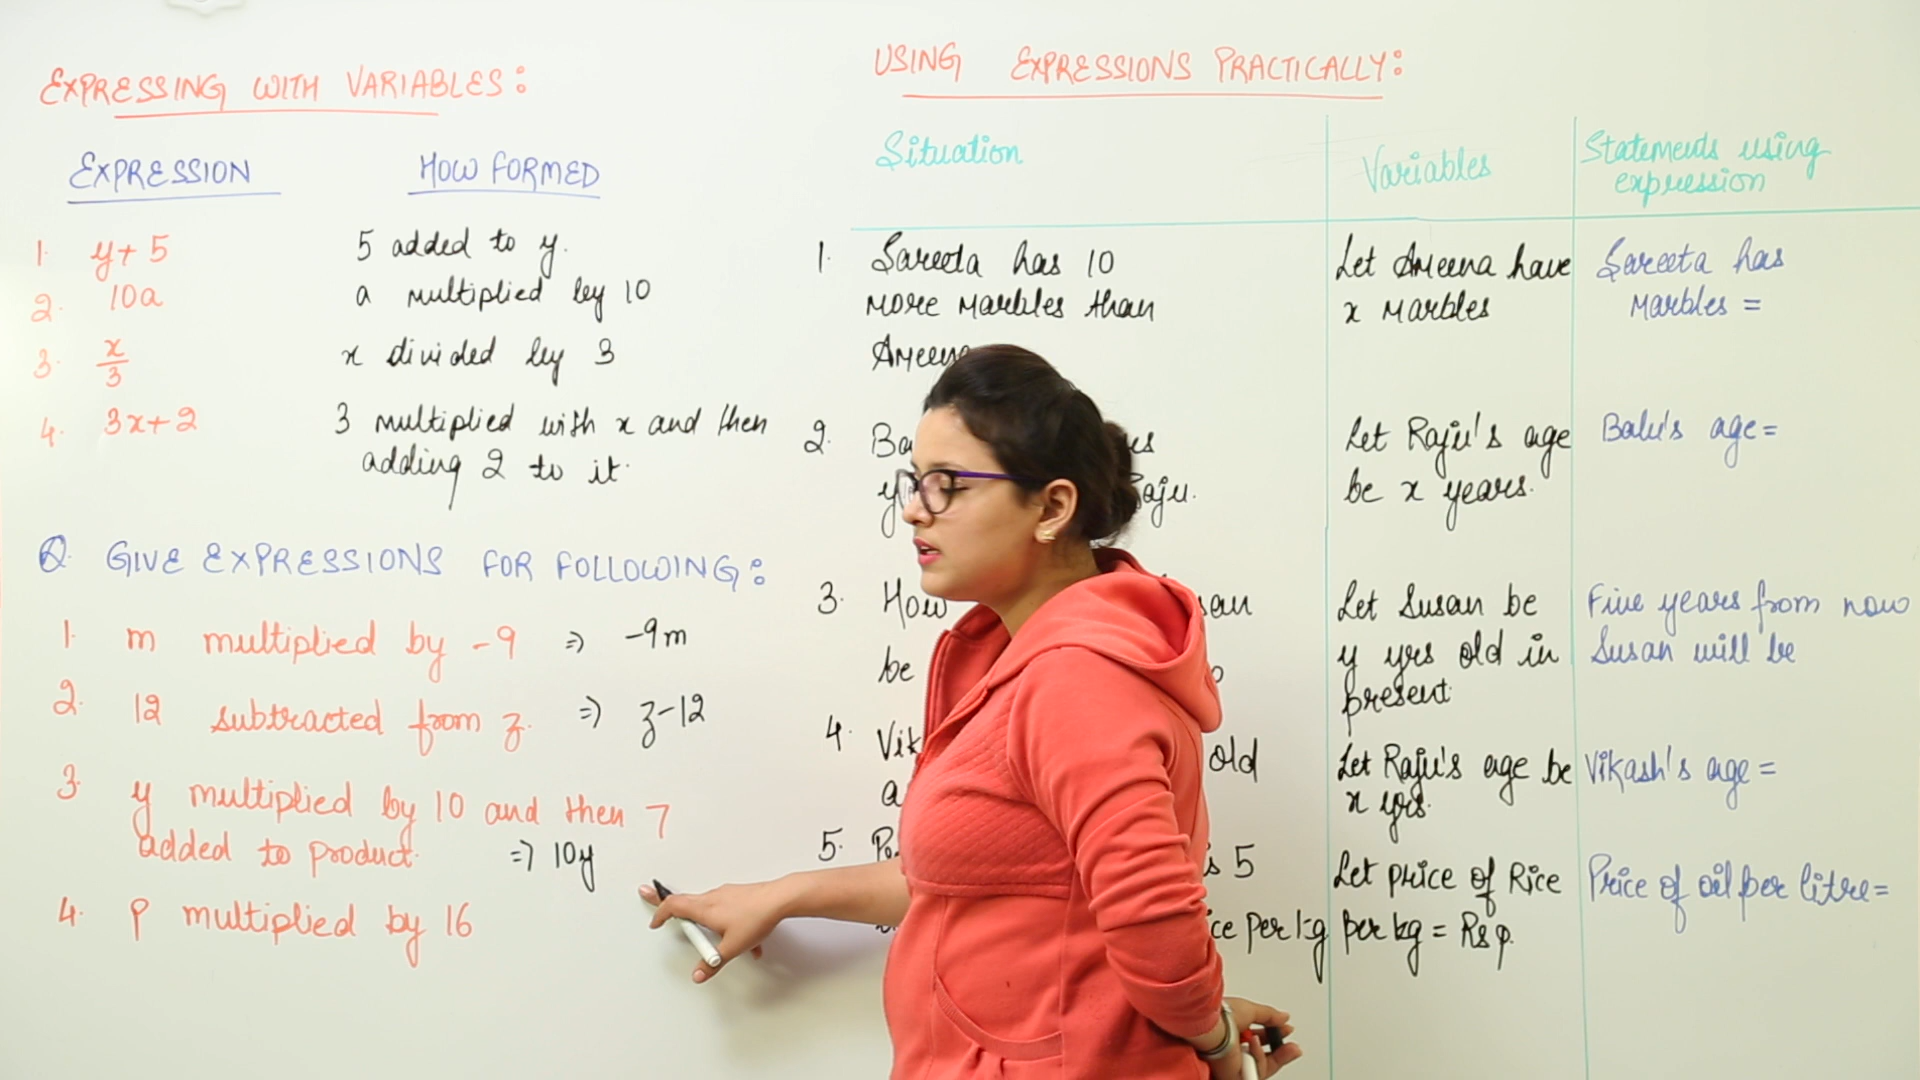 EXPRESSING WITH VARIABLES:
EXPRESSION HOW FORMED
1. y+5 5 added to y.
2. 10a a multiplied by 10
3. x/3 x divided by 3
4. 3x+2 3 multiplied with x and then
adding 2 to it.
Q. GIVE EXPRESSIONS FOR FOLLOWING:
1. m multiplied by -9 ⇒ -9m
2. 12 subtracted from z. ⇒ z-12
3. y multiplied by 10 and then 7
added to product. ⇒ 10y
4. p multiplied by 16
USING EXPRESSIONS PRACTICALLY:
Situation Variables Statements using
expression
1. Sareeta has 10
more marbles than
Ameena
Let Ameena have
x marbles
Sareeta has
marbles =
2.
Raju.
Let Raju's age
be x years.
Balu's age=
3. How
be
Let Susan be
y yrs old in
present
Five years from now
Susan will be
4. old
Let Raju's age be
x yrs.
Vikash's age =
5. 5
per kg
Let price of Rice
per kg = Rs p.
Price of oil per litre=